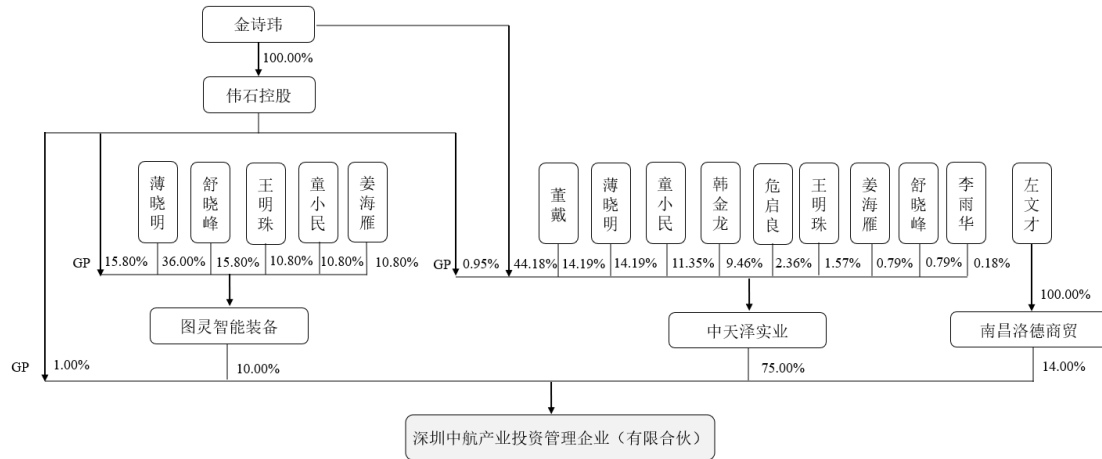 金诗玮
100.00%
伟石控股
薄晓明
舒晓峰
王明珠
童小民
姜海雁
董戴
薄晓明
童小民
韩金龙
危启良
王明珠
姜海雁
舒晓峰
李雨华
左文才
GP 15.80% 36.00% 15.80% 10.80% 10.80% 10.80%
GP 0.95% 44.18% 14.19% 14.19% 11.35% 9.46% 2.36% 1.57% 0.79% 0.79% 0.18%
100.00%
图灵智能装备
中天泽实业
南昌洛德商贸
GP 1.00% 10.00% 75.00% 14.00%
深圳中航产业投资管理企业（有限合伙）